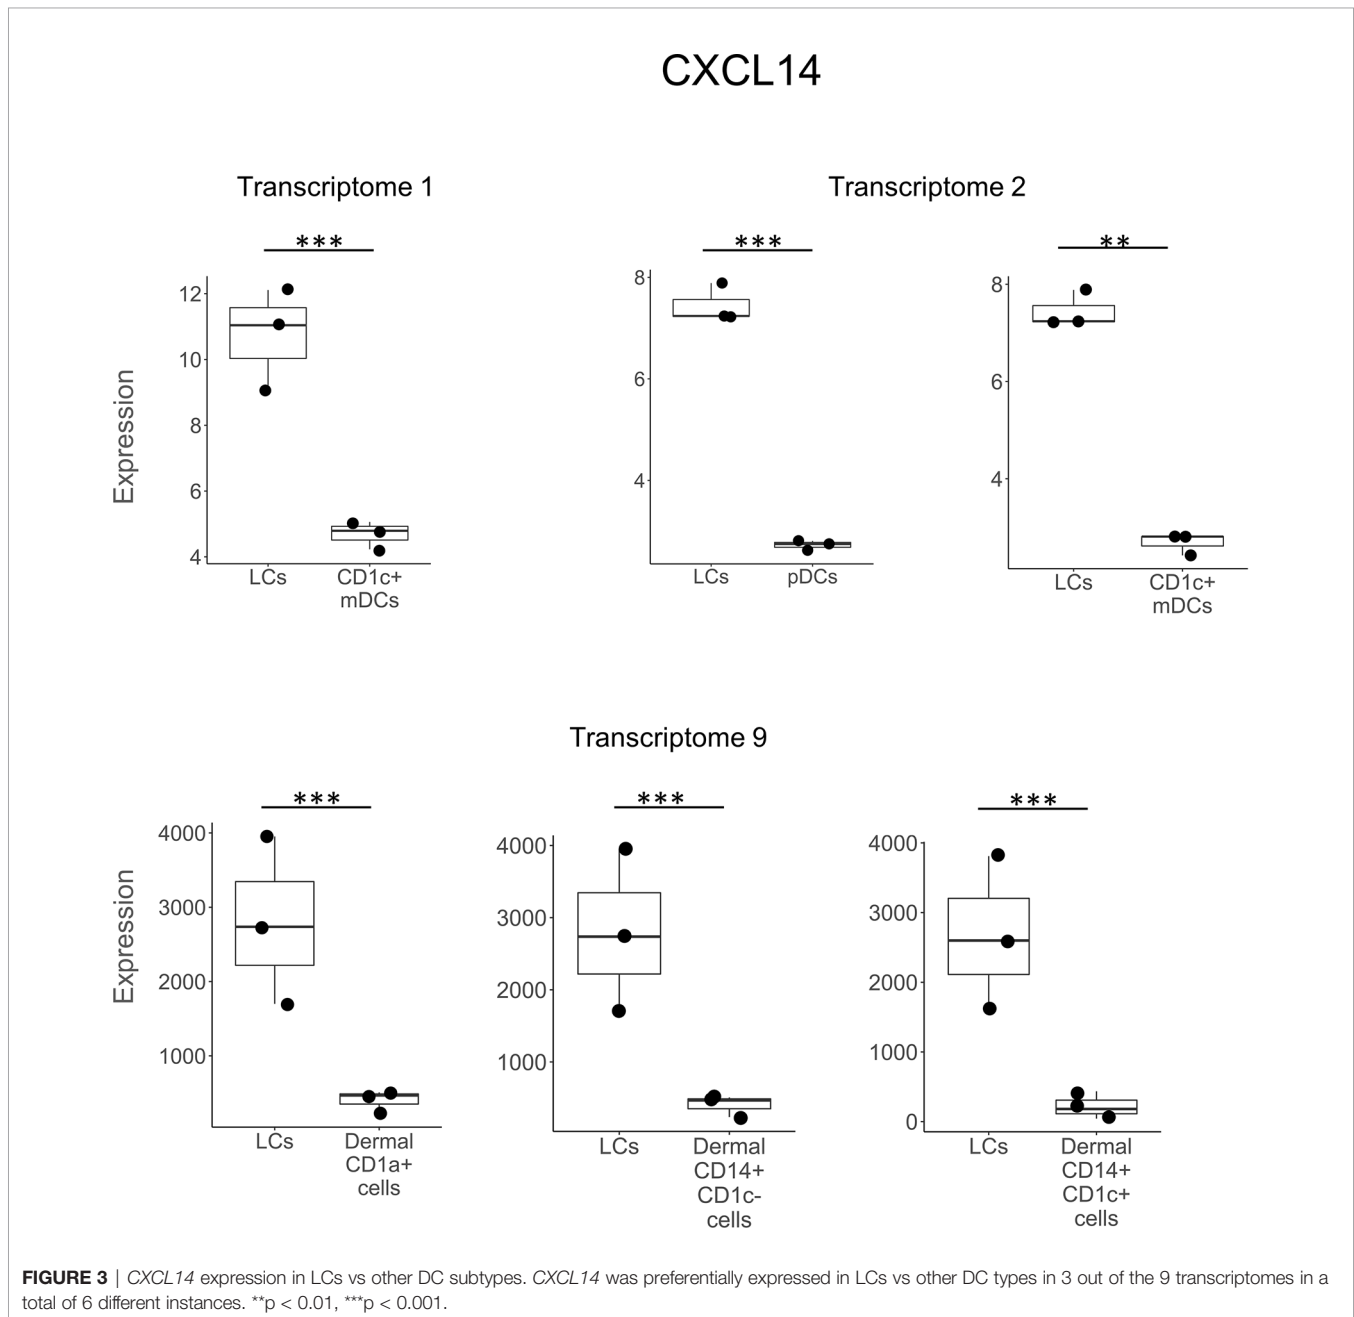 CXCL14
Transcriptome 1
Transcriptome 2
***
***
**
Expression
12
10
8
6
4
LCs
CD1c+
mDCs
8
6
4
LCs
pDCs
8
6
4
LCs
CD1c+
mDCs
Transcriptome 9
***
***
***
Expression
4000
3000
2000
1000
LCs
Dermal
CD1a+
cells
4000
3000
2000
1000
LCs
Dermal
CD14+
CD1c-
cells
4000
3000
2000
1000
0
LCs
Dermal
CD14+
CD1c+
cells
FIGURE 3 | CXCL14 expression in LCs vs other DC subtypes. CXCL14 was preferentially expressed in LCs vs other DC types in 3 out of the 9 transcriptomes in a
total of 6 different instances. **p < 0.01, ***p < 0.001.